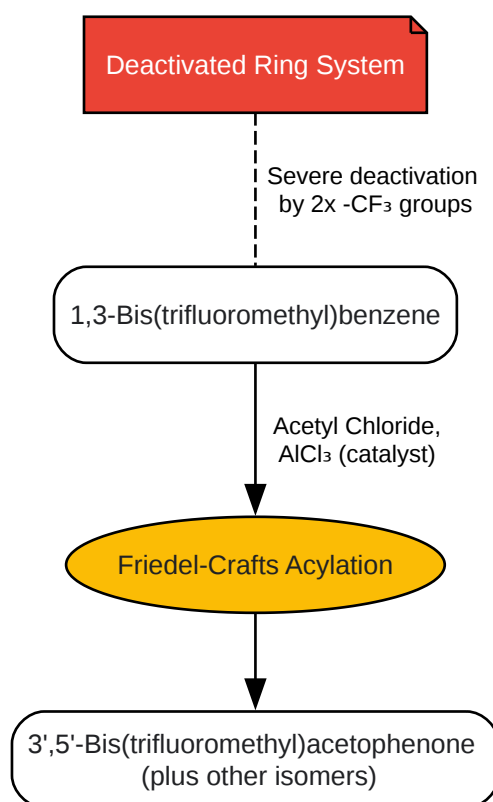 Deactivated Ring System
Severe deactivation
by 2x -CF₃ groups
1,3-Bis(trifluoromethyl)benzene
Acetyl Chloride,
AlCl₃ (catalyst)
Friedel-Crafts Acylation
3',5'-Bis(trifluoromethyl)acetophenone
(plus other isomers)